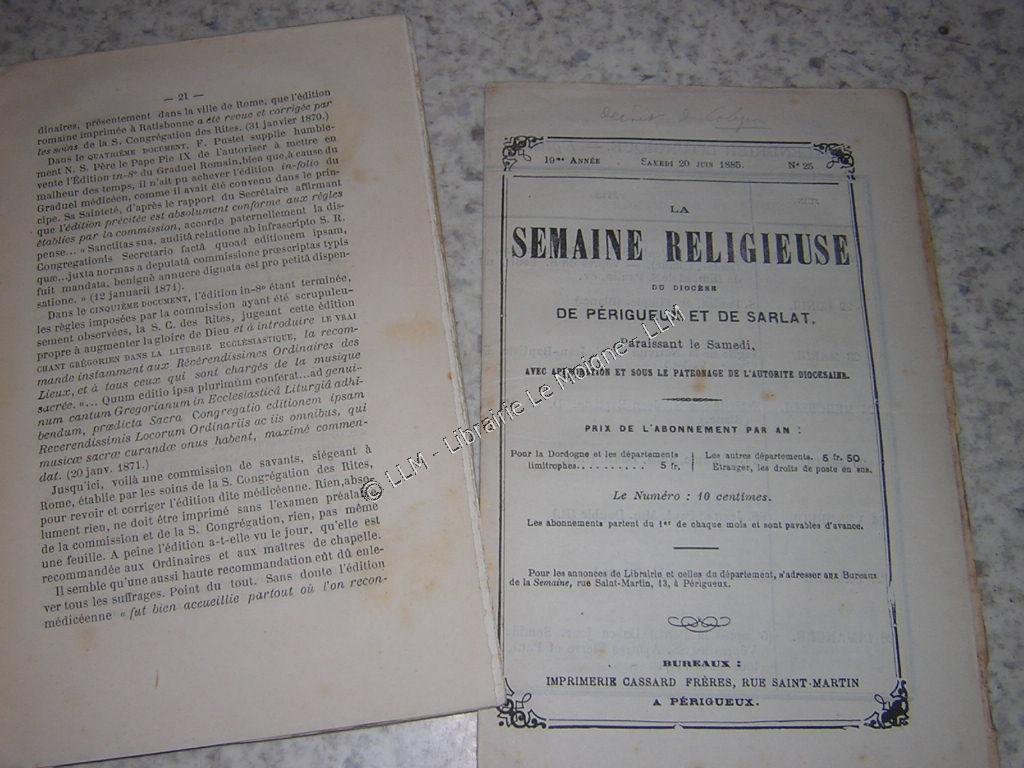 — 21 —
dinaires, présentement dans la ville de Rome, que l'édition
romaine imprimée à Ratisbonne a été revue et corrigée par
les soins de la S. Congrégation des Rites. (31 janvier 1870.)
Dans le QUATRIÈME DOCUMENT, F. Pustet supplie humble-
ment N. S. Père le Pape Pie IX de l'autoriser à mettre en
vente l'Édition in-8° du Graduel Romain, bien que, à cause du
malheur des temps, il n'ait pu achever l'édition in-folio du
Graduel médicéen, comme il avait été convenu dans le prin-
cipe. Sa Sainteté, d'après le rapport du Secrétaire affirmant
que l'édition précitée est absolument conforme aux règles
établies par la commission, accorde paternellement la dis-
pense... « Sanctitas sua, auditâ relatione ab infrascripto S. R.
Congregationis Secretario factâ quoad editionem ipsam,
quæ...juxta normas a deputatâ commissione præscriptas typis
fuit mandata, benignè annuere dignata est pro petitâ dispen-
satione. » (12 januarii 1871).
Dans le CINQUIÈME DOCUMENT, l'édition in-8° étant terminée,
les règles imposées par la commission ayant été scrupuleu-
sement observées, la S. C. des Rites, jugeant cette édition
propre à augmenter la gloire de Dieu et à introduire LE VRAI
CHANT GRÉGORIEN DANS LA LITURGIE ECCLÉSIASTIQUE, la recom-
mande instamment aux Révérendissimes Ordinaires des
Lieux, et à tous ceux qui sont chargés de la musique
sacrée. «... Quum editio ipsa plurimùm conferat...ad genui-
num cantum Gregorianum in Ecclesiasticâ Liturgiâ adhi-
bendum, prædicta Sacra Congregatio editionem ipsam
Reverendissimis Locorum Ordinariis ac iis omnibus, qui
musicæ sacræ curandæ onus habent, maximè commen-
dat. (20 janv. 1871.)
Jusqu'ici, voilà une commission de savants, siégeant à
Rome, établie par les soins de la S. Congrégation des Rites,
pour revoir et corriger l'édition dite médicéenne. Rien, abso-
lument rien, ne doit être imprimé sans l'examen préalable
de la commission et de la S. Congrégation, rien, pas même
une feuille. A peine l'édition a-t-elle vu le jour, qu'elle est
recommandée aux Ordinaires et aux maîtres de chapelle.
Il semble qu'une aussi haute recommandation eût dû enle-
ver tous les suffrages. Point du tout. Sans doute l'édition
médicéenne « fut bien accueillie partout où l'on recon-
19me ANNÉE SAMEDI 20 JUIN 1885. N° 25
LA
SEMAINE RELIGIEUSE
DU DIOCÈSE
DE PÉRIGUEUX ET DE SARLAT,
Paraissant le Samedi,
AVEC APPROBATION ET SOUS LE PATRONAGE DE L'AUTORITÉ DIOCÉSAINE.
PRIX DE L'ABONNEMENT PAR AN :
Pour la Dordogne et les départements limitrophes......... 5 fr.
Les autres départements. 5 fr. 50
Etranger, les droits de poste en sus.
Le Numéro : 10 centimes.
Les abonnements partent du 1er de chaque mois et sont payables d'avance.
Pour les annonces de Librairie et celles du département, s'adresser aux Bureaux
de la Semaine, rue Saint-Martin, 13, à Périgueux.
BUREAUX :
IMPRIMERIE CASSARD FRÈRES, RUE SAINT-MARTIN
A PÉRIGUEUX.
© LLM - Librairie Le Moigne - LLM